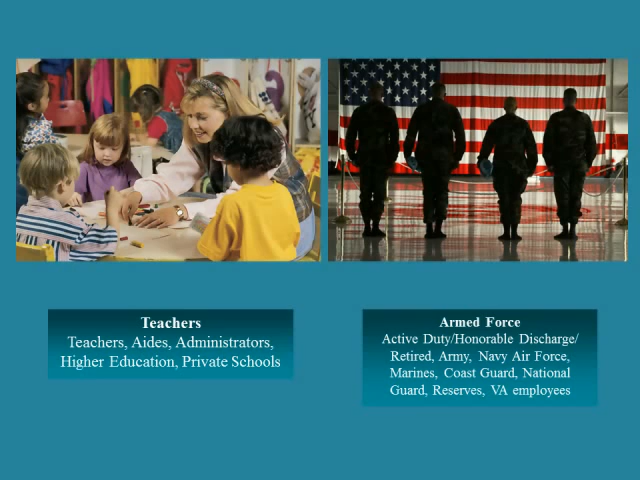 Teachers
Teachers, Aides, Administrators,
Higher Education, Private Schools
Armed Force
Active Duty/Honorable Discharge/
Retired, Army, Navy Air Force,
Marines, Coast Guard, National
Guard, Reserves, VA employees